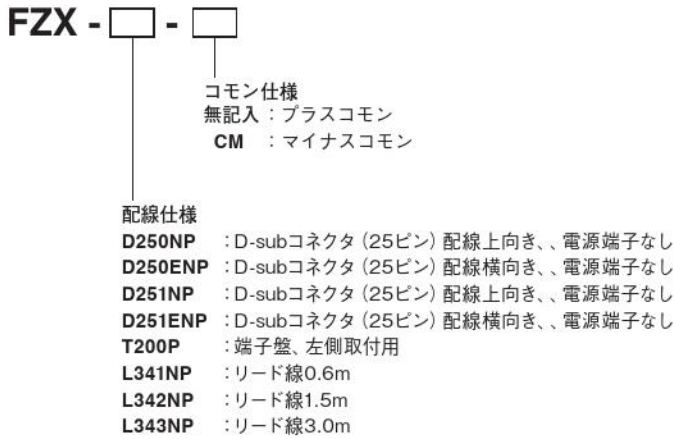 FZX - □ - □
コモン仕様
無記入：プラスコモン
CM ：マイナスコモン
配線仕様
D250NP ：D-subコネクタ（25ピン）配線上向き、、電源端子なし
D250ENP ：D-subコネクタ（25ピン）配線横向き、、電源端子なし
D251NP ：D-subコネクタ（25ピン）配線上向き、、電源端子なし
D251ENP ：D-subコネクタ（25ピン）配線横向き、、電源端子なし
T200P ：端子盤、左側取付用
L341NP ：リード線0.6m
L342NP ：リード線1.5m
L343NP ：リード線3.0m